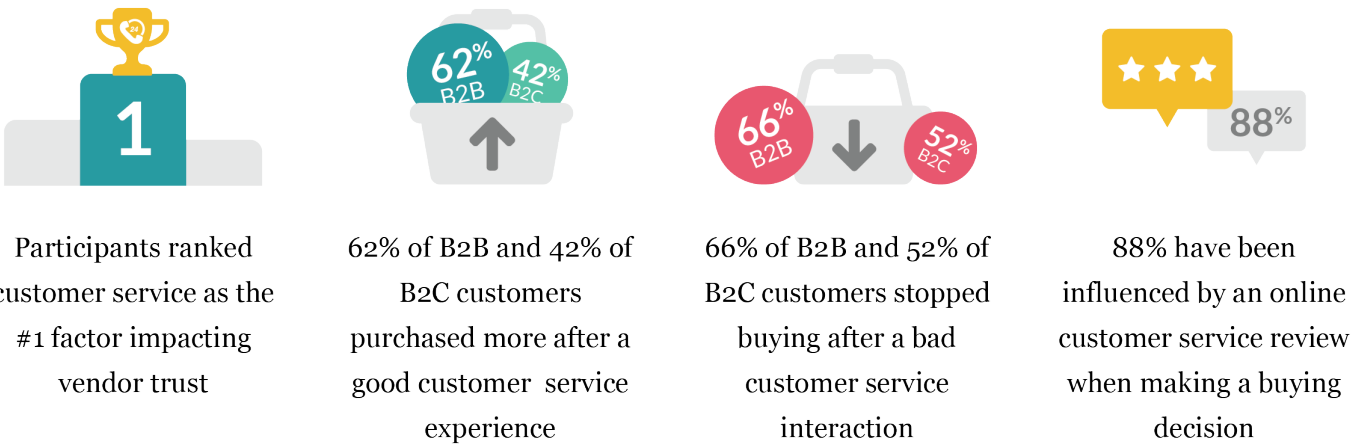 24
1
62%
B2B
42%
B2C
66%
B2B
52%
B2C
88%
Participants ranked
customer service as the
#1 factor impacting
vendor trust
62% of B2B and 42% of
B2C customers
purchased more after a
good customer service
experience
66% of B2B and 52% of
B2C customers stopped
buying after a bad
customer service
interaction
88% have been
influenced by an online
customer service review
when making a buying
decision